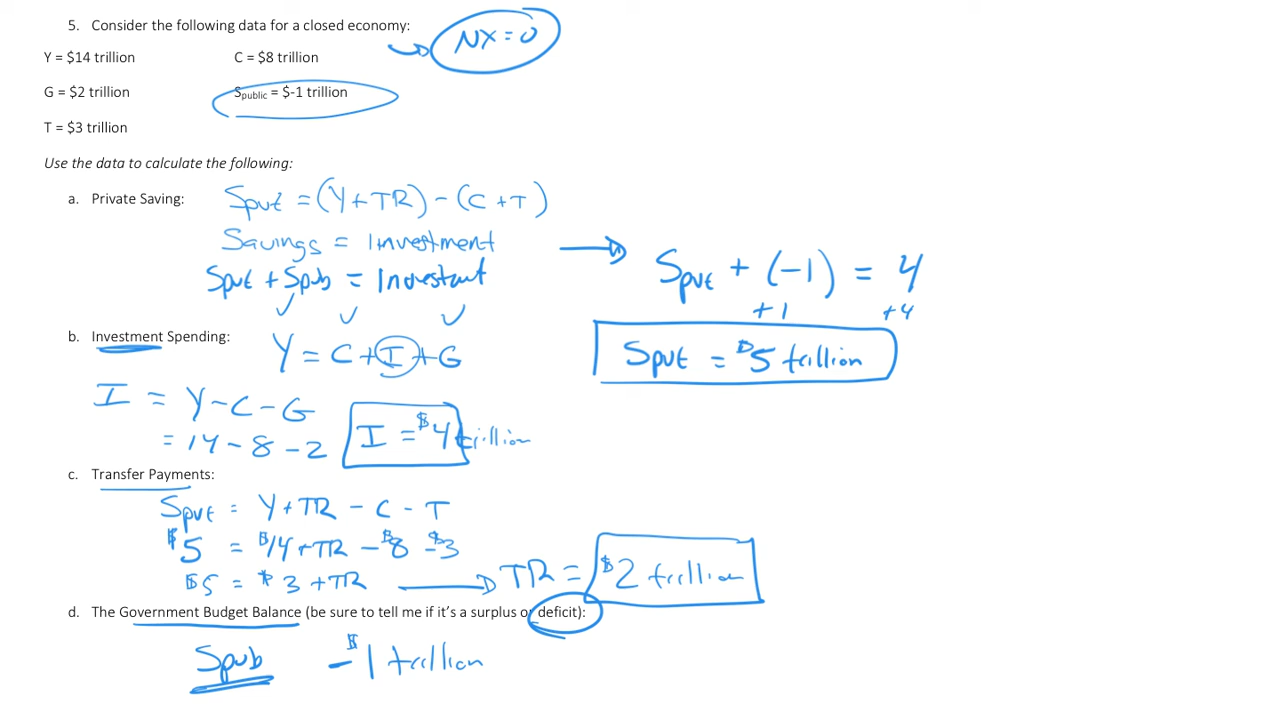 5. Consider the following data for a closed economy:
NX = 0
Y = $14 trillion C = $8 trillion
G = $2 trillion Spublic = $-1 trillion
T = $3 trillion
Use the data to calculate the following:
a. Private Saving: Spvt = (Y + TR) - (C + T)
Savings = Investment
Spvt + Spub = Investment
Spvt + (-1) = 4
+1 +4
Spvt = $5 trillion
b. Investment Spending: Y = C + I + G
I = Y - C - G
= 14 - 8 - 2 I = $4 trillion
c. Transfer Payments:
Spvt = Y + TR - C - T
$5 = $14 + TR - $8 - $3
$5 = $3 + TR TR = $2 trillion
d. The Government Budget Balance (be sure to tell me if it's a surplus or deficit):
Spub -$1 trillion